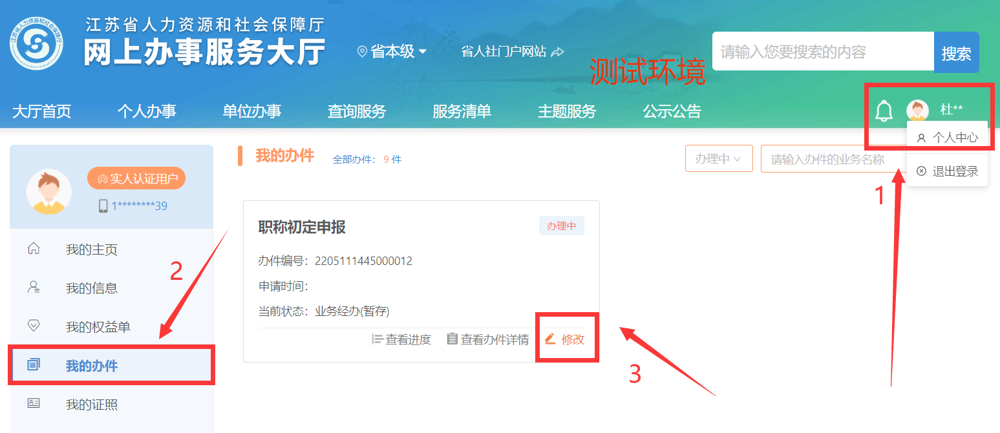 江苏省人力资源和社会保障厅
网上办事服务大厅
省本级
省人社门户网站
测试环境
请输入您要搜索的内容
搜索
大厅首页
个人办事
单位办事
查询服务
服务清单
主题服务
公示公告
杜**
个人中心
退出登录
实人认证用户
1********39
我的主页
我的信息
我的权益单
我的办件
我的证照
我的办件
全部办件： 9 件
办理中
请输入办件的业务名称
职称初定申报
办理中
办件编号：2205111445000012
申请时间：
当前状态：业务经办(暂存)
查看进度
查看办件详情
修改
1
2
3